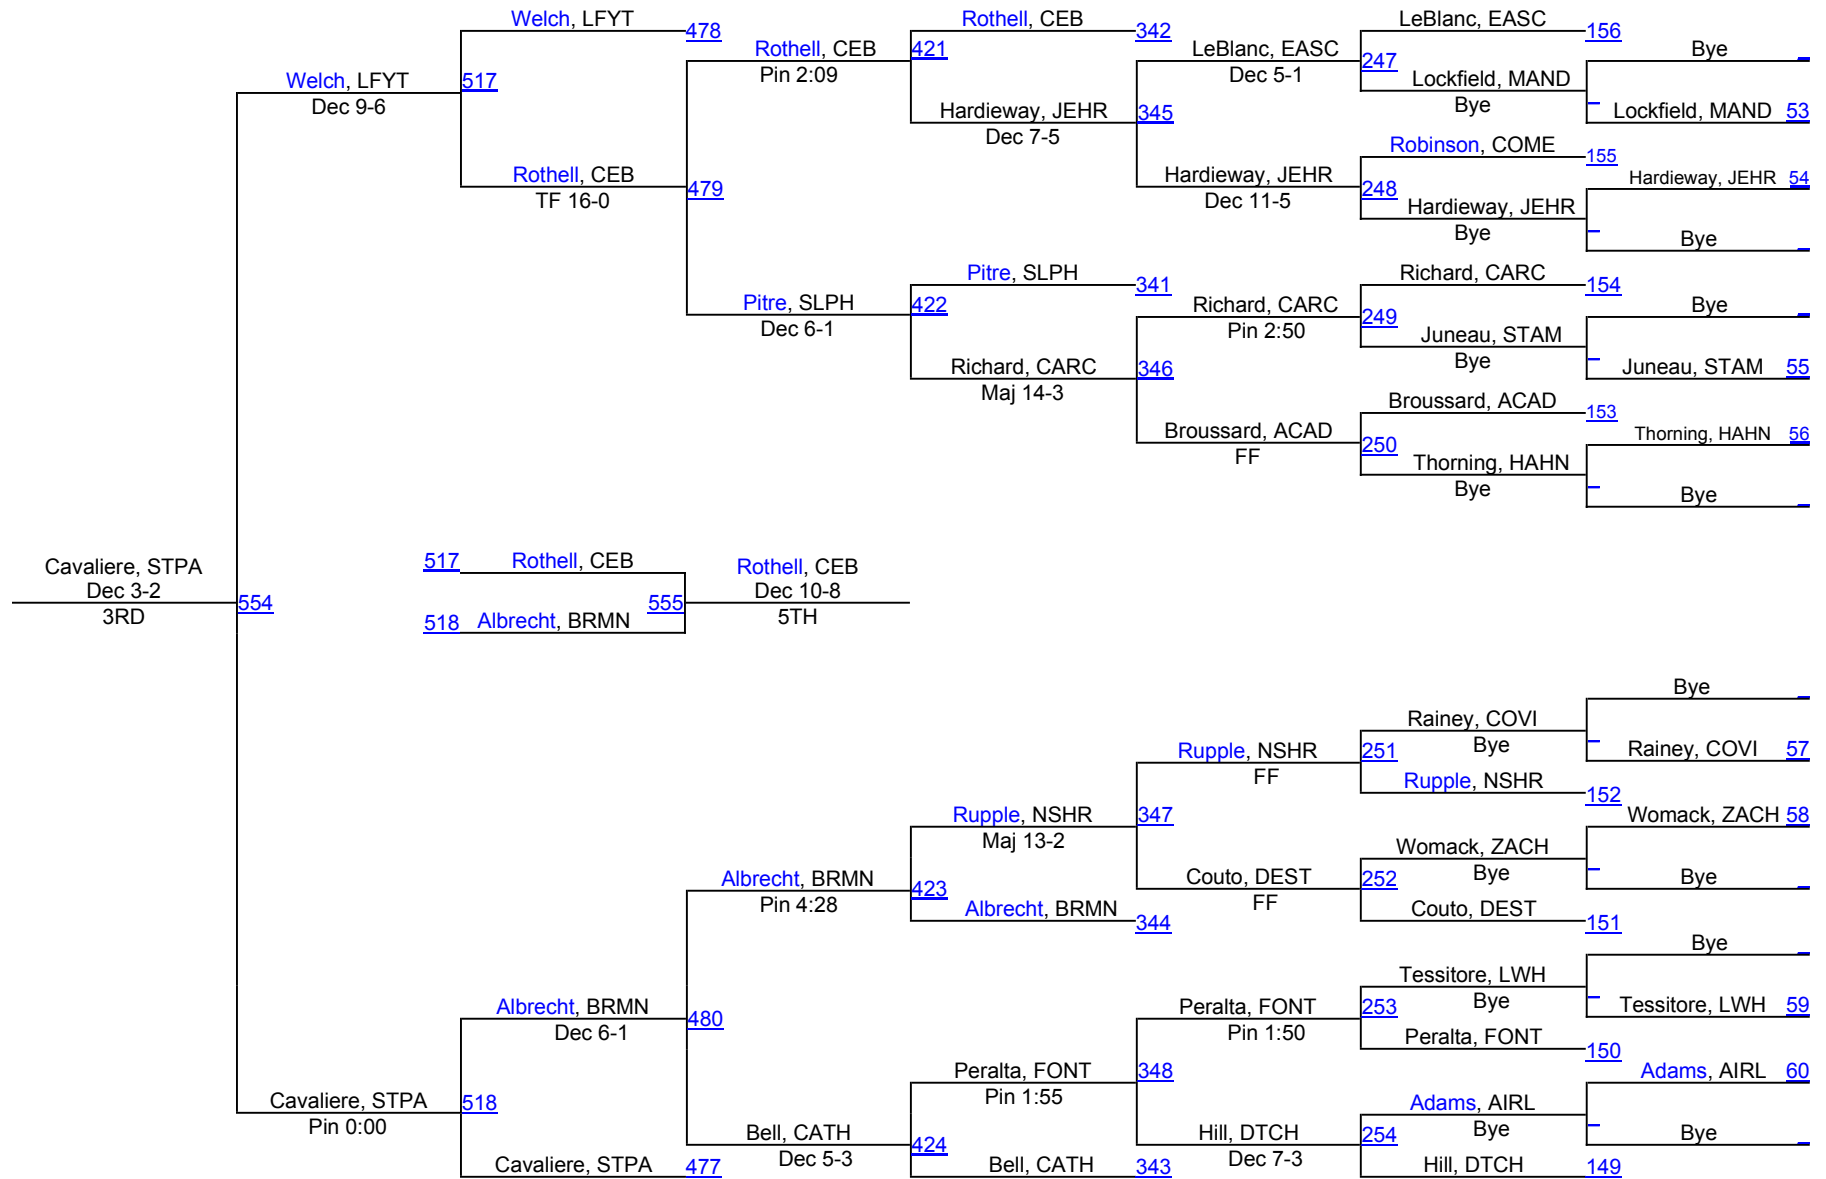 Welch, LFYT
478
Rothell, CEB
342
LeBlanc, EASC
156
Rothell, CEB
421
Pin 2:09
LeBlanc, EASC
247
Dec 5-1
Bye
Welch, LFYT
517
Dec 9-6
Lockfield, MAND
Bye
Hardieway, JEHR
345
Dec 7-5
Lockfield, MAND 53
Robinson, COME
155
Rothell, CEB
479
TF 16-0
Hardieway, JEHR
248
Dec 11-5
Hardieway, JEHR 54
Hardieway, JEHR
Bye
Bye
Pitre, SLPH
341
Richard, CARC
154
Pitre, SLPH
422
Dec 6-1
Richard, CARC
249
Pin 2:50
Bye
Juneau, STAM
Bye
Richard, CARC
346
Maj 14-3
Juneau, STAM 55
Broussard, ACAD
153
Broussard, ACAD
250
FF
Thorning, HAHN 56
Thorning, HAHN
Bye
Bye
Cavaliere, STPA
Dec 3-2
554
3RD
517 Rothell, CEB
555
518 Albrecht, BRMN
Rothell, CEB
Dec 10-8
5TH
Bye
Rainey, COVI
Bye
Rupple, NSHR
251
FF
Rainey, COVI 57
Rupple, NSHR
152
Rupple, NSHR
347
Maj 13-2
Womack, ZACH 58
Womack, ZACH
Bye
Albrecht, BRMN
423
Pin 4:28
Couto, DEST
252
FF
Bye
Albrecht, BRMN
344
Couto, DEST
151
Bye
Tessitore, LWH
Bye
Albrecht, BRMN
480
Dec 6-1
Peralta, FONT
253
Pin 1:50
Tessitore, LWH 59
Peralta, FONT
150
Peralta, FONT
348
Pin 1:55
Adams, AIRL 60
Cavaliere, STPA
518
Pin 0:00
Adams, AIRL
Bye
Bell, CATH
424
Dec 5-3
Hill, DTCH
254
Dec 7-3
Bye
Cavaliere, STPA
477
Bell, CATH
343
Hill, DTCH
149